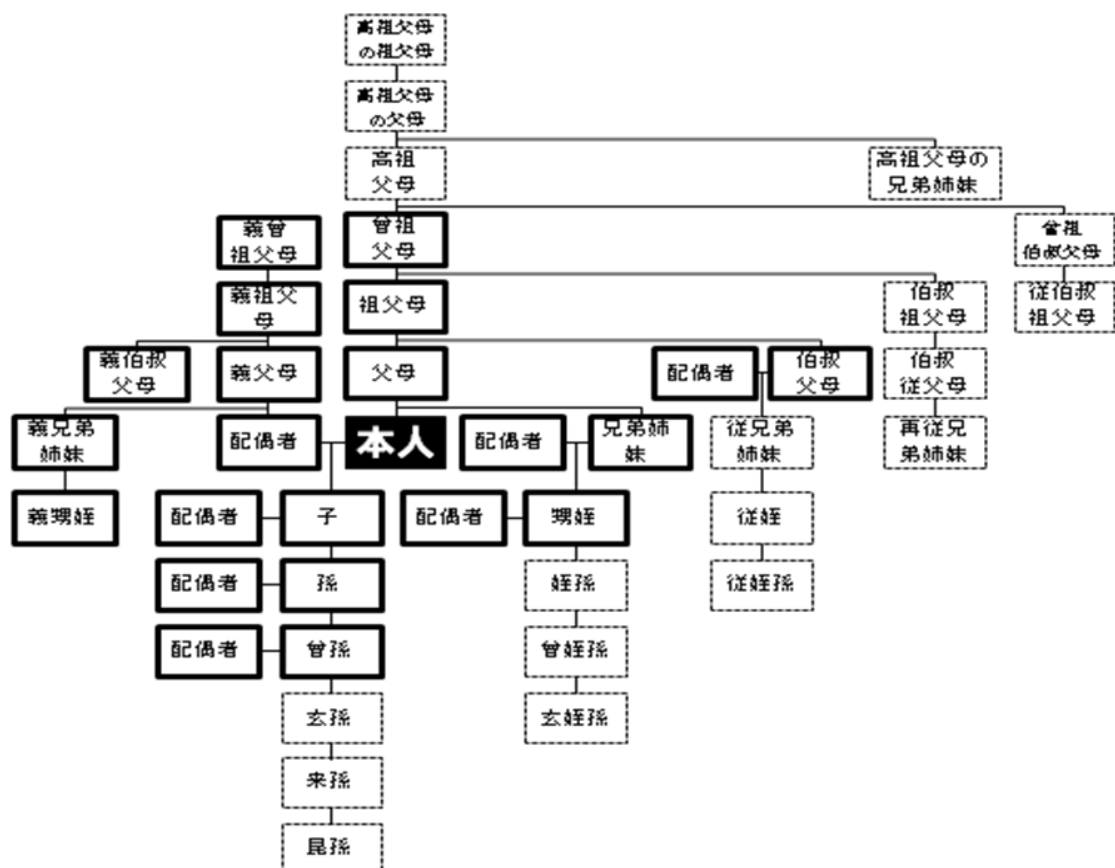 高祖父母
の祖父母
高祖父母
の父母
高祖
父母
高祖父母の
兄弟姉妹
義曾
祖父母
曾祖
父母
曾祖
伯叔父母
義祖父
母
祖父母
伯叔
祖父母
従伯叔
祖父母
義伯叔
父母
義父母
父母
配偶者
伯叔
父母
伯叔
従父母
義兄弟
姉妹
配偶者
本人
配偶者
兄弟姉
妹
従兄弟
姉妹
再従兄
弟姉妹
義甥姪
配偶者
子
配偶者
甥姪
従姪
配偶者
孫
姪孫
従姪孫
配偶者
曾孫
曾姪孫
玄孫
玄姪孫
来孫
昆孫